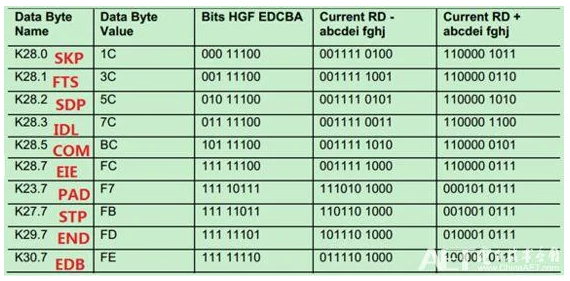 Data Byte Name Data Byte Value Bits HGF EDCBA Current RD - abcdei fghj Current RD + abcdei fghj
K28.0 SKP 1C 000 11100 001111 0100 110000 1011
K28.1 FTS 3C 001 11100 001111 1001 110000 0110
K28.2 SDP 5C 010 11100 001111 0101 110000 1010
K28.3 IDL 7C 011 11100 001111 0011 110000 1100
K28.5 COM BC 101 11100 001111 1010 110000 0101
K28.7 EIE FC 111 11100 001111 1000 110000 0111
K23.7 PAD F7 111 10111 111010 1000 000101 0111
K27.7 STP FB 111 11011 110110 1000 001001 0111
K29.7 END FD 111 11101 101110 1000 010001 0111
K30.7 EDB FE 111 11110 011110 1000 100001 0111